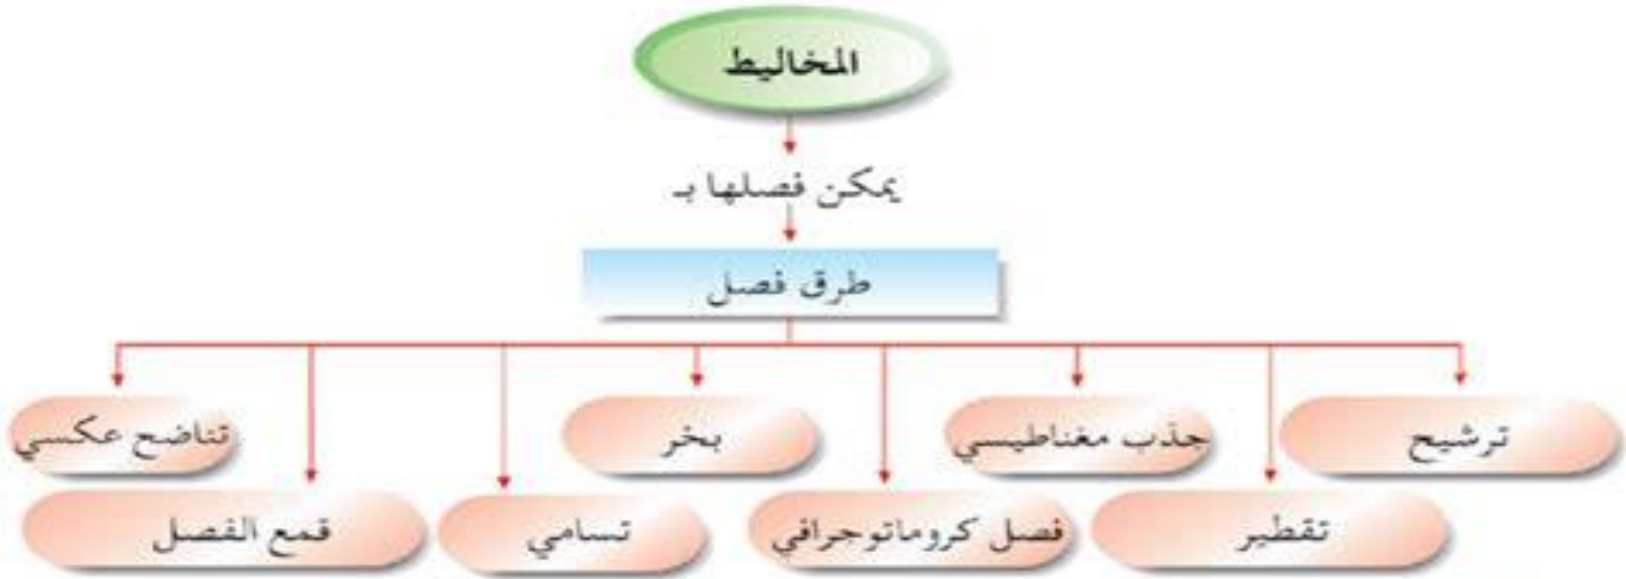 المخاليط
يمكن فصلها بـ
طرق فصل
ترشيح
تقطير
جذب مغناطيسي
فصل كروماتوجرافي
بخر
تسامي
قمع الفصل
تناضح عكسي